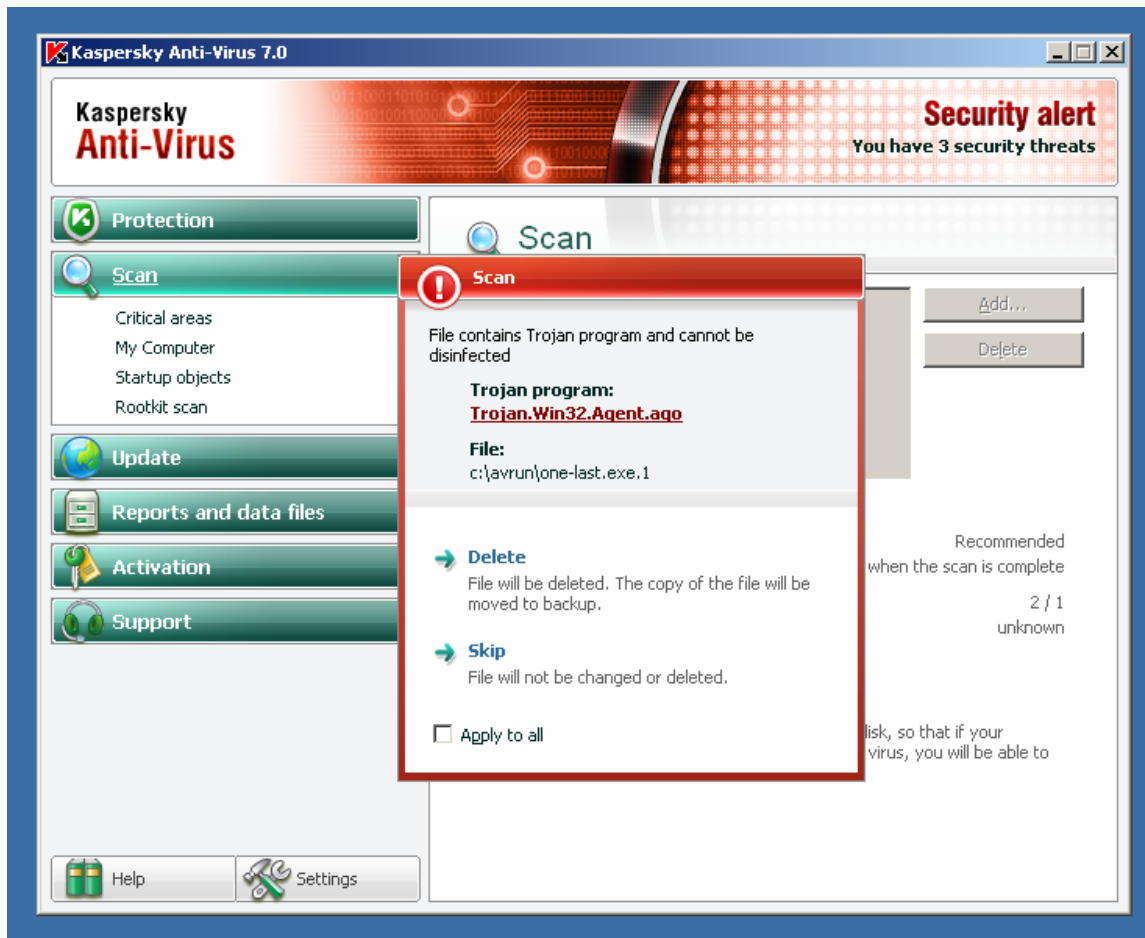 Kaspersky Anti-Virus 7.0
Kaspersky
Anti-Virus
Security alert
You have 3 security threats
Protection
Scan
Critical areas
My Computer
Startup objects
Rootkit scan
Update
Reports and data files
Activation
Support
Help
Settings
Scan
Add...
Delete
Scan
File contains Trojan program and cannot be
disinfected
Trojan program:
Trojan.Win32.Agent.aqo
File:
c:\avrun\one-last.exe.1
Delete
File will be deleted. The copy of the file will be
moved to backup.
Skip
File will not be changed or deleted.
Apply to all
Recommended
when the scan is complete
2 / 1
unknown
so that if your
virus, you will be able to